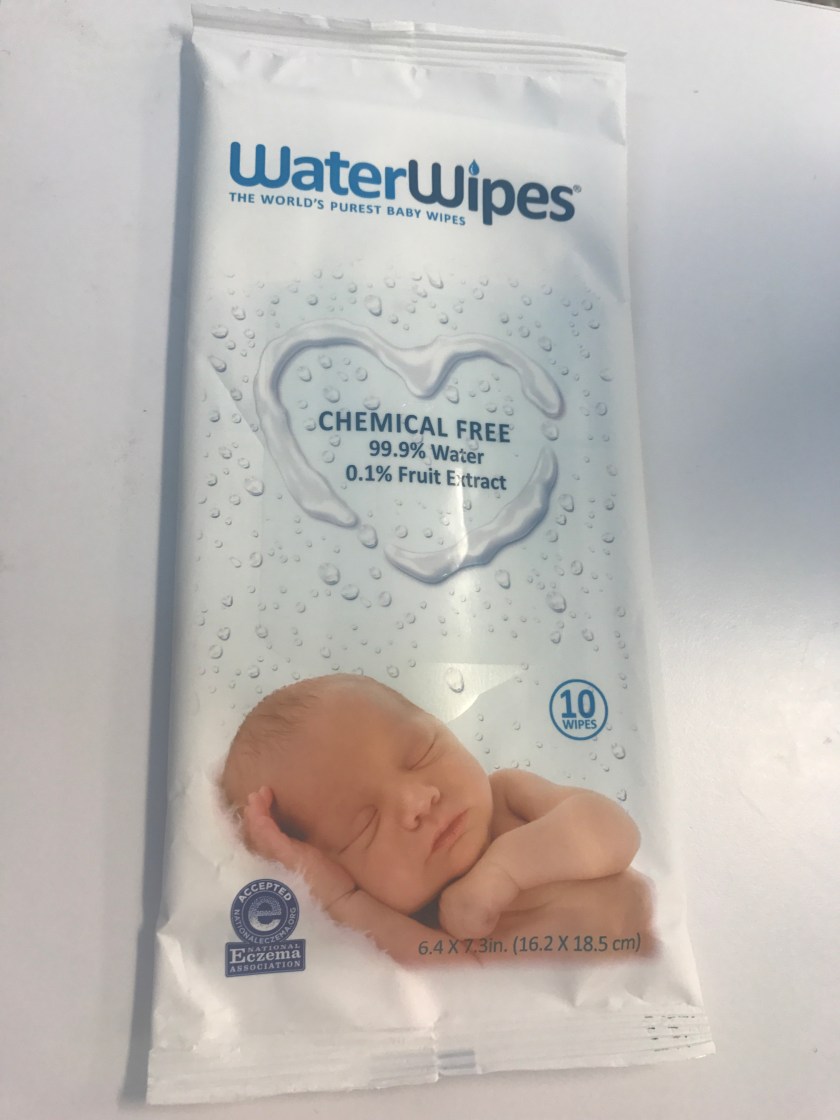 WaterWipes®
THE WORLD'S PUREST BABY WIPES
CHEMICAL FREE
99.9% Water
0.1% Fruit Extract
10
WIPES
ACCEPTED
e
NATIONALECZEMA.ORG
NATIONAL
Eczema
ASSOCIATION
6.4 X 7.3in. (16.2 X 18.5 cm)